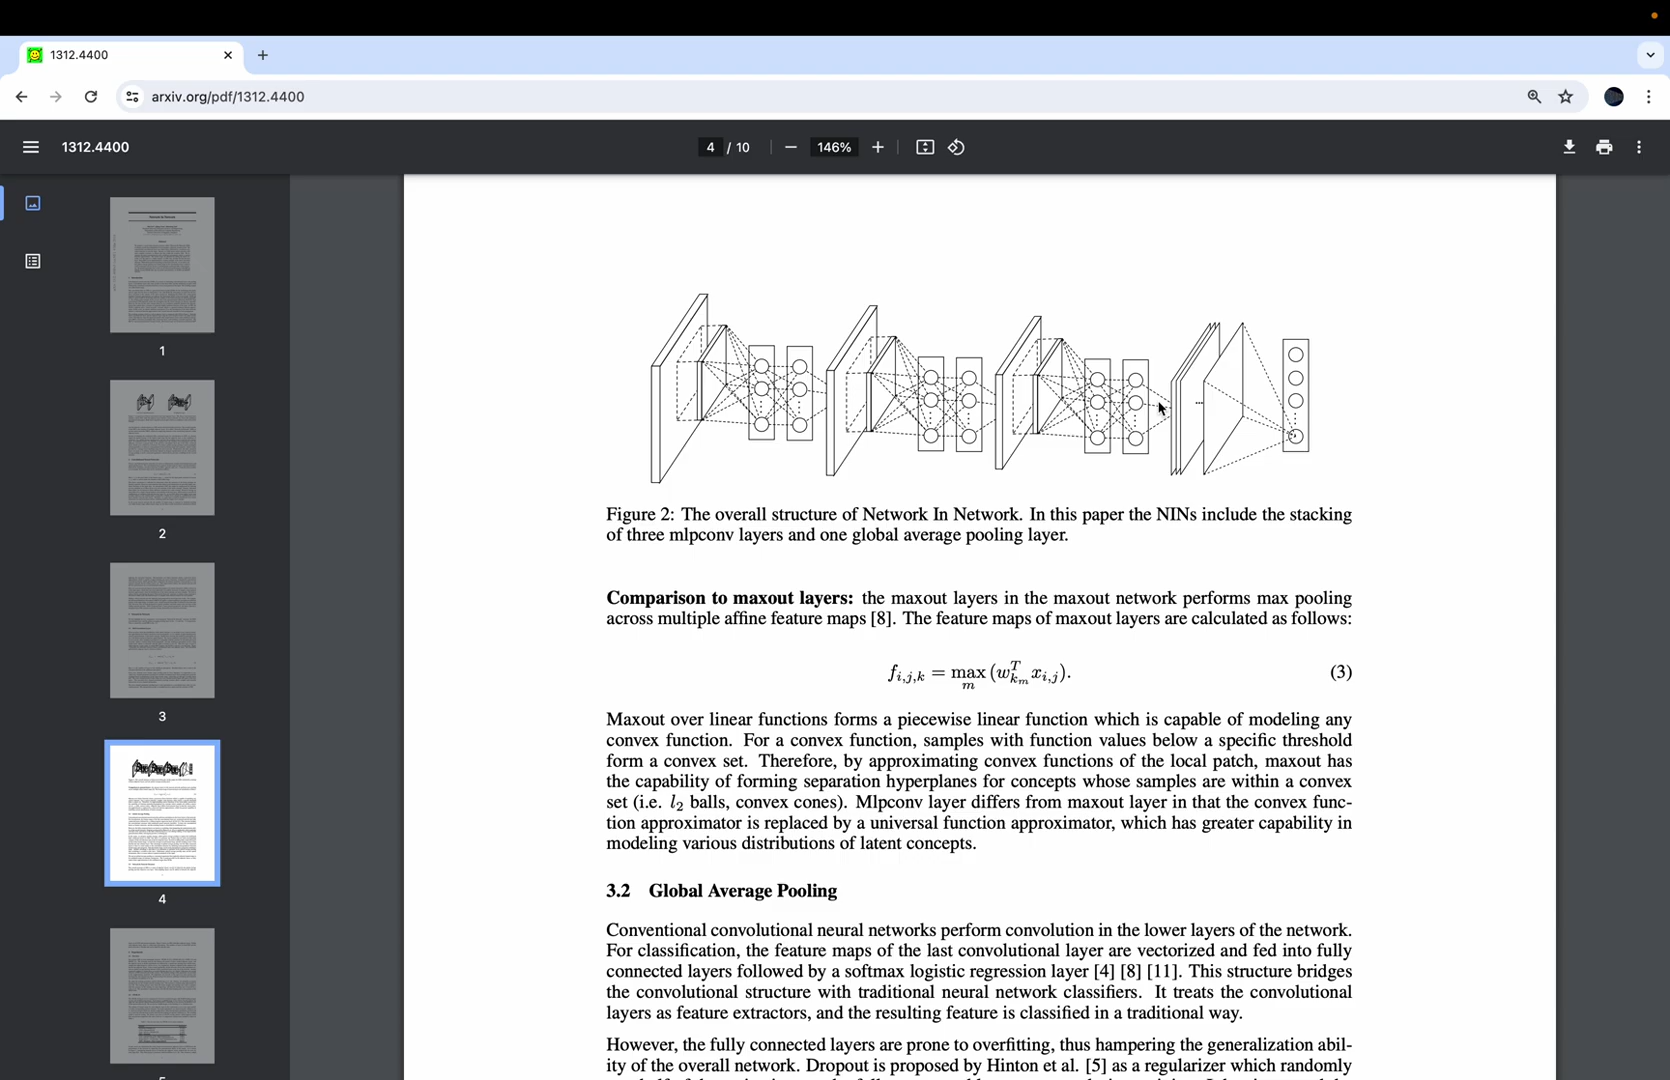 1312.4400
arxiv.org/pdf/1312.4400
1312.4400
4 / 10
146%
1
2
3
4
Figure 2: The overall structure of Network In Network. In this paper the NINs include the stacking
of three mlpconv layers and one global average pooling layer.
Comparison to maxout layers: the maxout layers in the maxout network performs max pooling
across multiple affine feature maps [8]. The feature maps of maxout layers are calculated as follows:
f_{i,j,k} = max_m (w_{k_m}^T x_{i,j}). (3)
Maxout over linear functions forms a piecewise linear function which is capable of modeling any
convex function. For a convex function, samples with function values below a specific threshold
form a convex set. Therefore, by approximating convex functions of the local patch, maxout has
the capability of forming separation hyperplanes for concepts whose samples are within a convex
set (i.e. l_2 balls, convex cones). Mlpconv layer differs from maxout layer in that the convex func-
tion approximator is replaced by a universal function approximator, which has greater capability in
modeling various distributions of latent concepts.
3.2 Global Average Pooling
Conventional convolutional neural networks perform convolution in the lower layers of the network.
For classification, the feature maps of the last convolutional layer are vectorized and fed into fully
connected layers followed by a softmax logistic regression layer [4] [8] [11]. This structure bridges
the convolutional structure with traditional neural network classifiers. It treats the convolutional
layers as feature extractors, and the resulting feature is classified in a traditional way.
However, the fully connected layers are prone to overfitting, thus hampering the generalization abil-
ity of the overall network. Dropout is proposed by Hinton et al. [5] as a regularizer which randomly